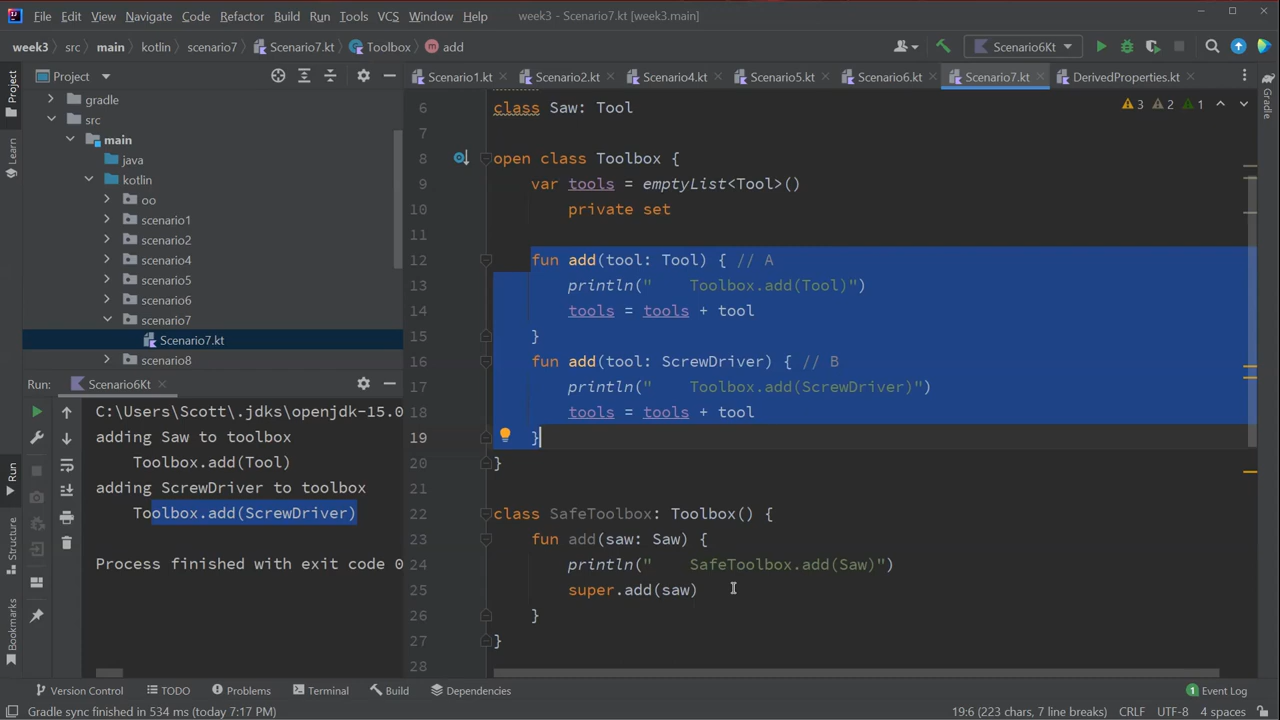 File Edit View Navigate Code Refactor Build Run Tools VCS Window Help week3 - Scenario7.kt [week3.main]
week3 src main kotlin scenario7 Scenario7.kt Toolbox add Scenario6Kt
Project
Scenario1.kt Scenario2.kt Scenario4.kt Scenario5.kt Scenario6.kt Scenario7.kt DerivedProperties.kt
Project
Learn
Structure
Bookmarks
Run
Gradle
gradle
src
main
java
kotlin
oo
scenario1
scenario2
scenario4
scenario5
scenario6
scenario7
Scenario7.kt
scenario8
Run: Scenario6Kt
C:\Users\Scott\.jdks\openjdk-15.0
adding Saw to toolbox
Toolbox.add(Tool)
adding ScrewDriver to toolbox
Toolbox.add(ScrewDriver)
Process finished with exit code 0
3 2 1
6 class Saw: Tool
7
8 open class Toolbox {
9 var tools = emptyList<Tool>()
10 private set
11
12 fun add(tool: Tool) { // A
13 println("    Toolbox.add(Tool)")
14 tools = tools + tool
15 }
16 fun add(tool: ScrewDriver) { // B
17 println("    Toolbox.add(ScrewDriver)")
18 tools = tools + tool
19 }
20 }
21
22 class SafeToolbox: Toolbox() {
23 fun add(saw: Saw) {
24 println("    SafeToolbox.add(Saw)")
25 super.add(saw)
26 }
27 }
28
Version Control TODO Problems Terminal Build Dependencies 1 Event Log
Gradle sync finished in 534 ms (today 7:17 PM) 19:6 (223 chars, 7 line breaks) CRLF UTF-8 4 spaces